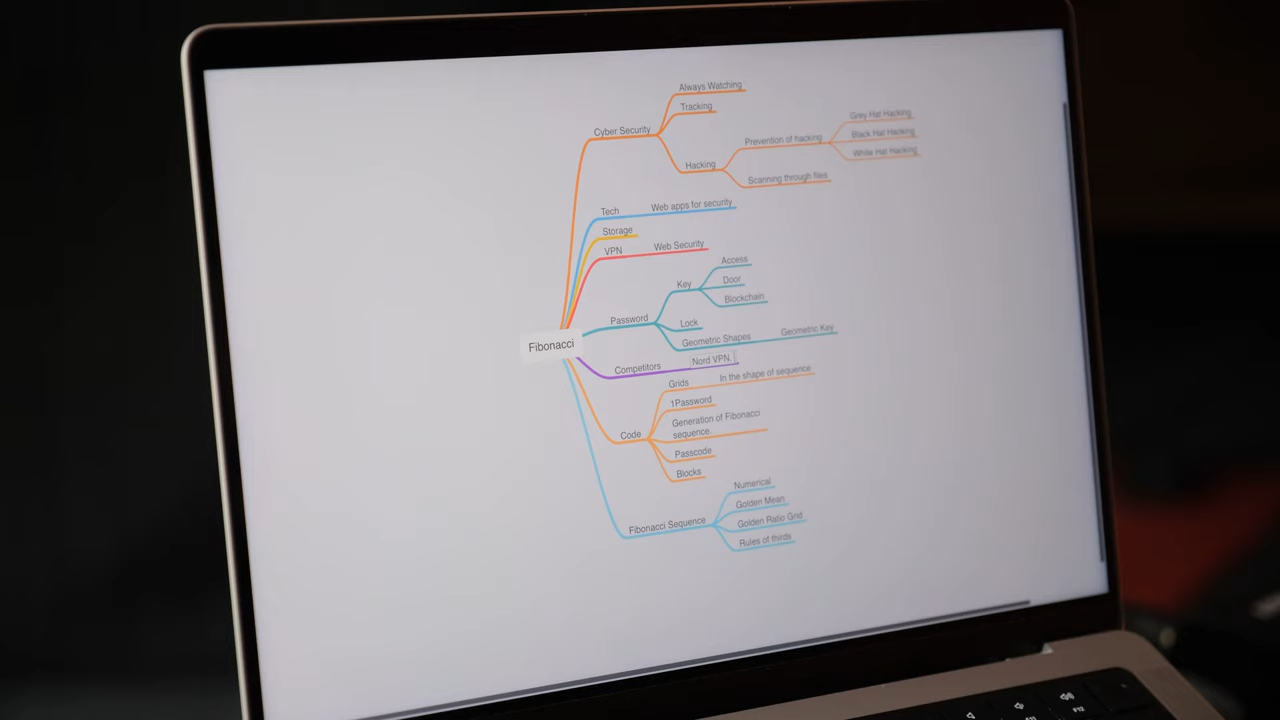 Always Watching
Tracking
Cyber Security
Grey Hat Hacking
Prevention of hacking
Black Hat Hacking
White Hat Hacking
Hacking
Scanning through files
Tech
Web apps for security
Storage
VPN
Web Security
Access
Key
Door
Blockchain
Password
Lock
Geometric Shapes
Geometric Key
Fibonacci
Competitors
Nord VPN.
Grids
In the shape of sequence
1Password
Code
Generation of Fibonacci
sequence.
Passcode
Blocks
Numerical
Golden Mean
Fibonacci Sequence
Golden Ratio Grid
Rules of thirds
F12